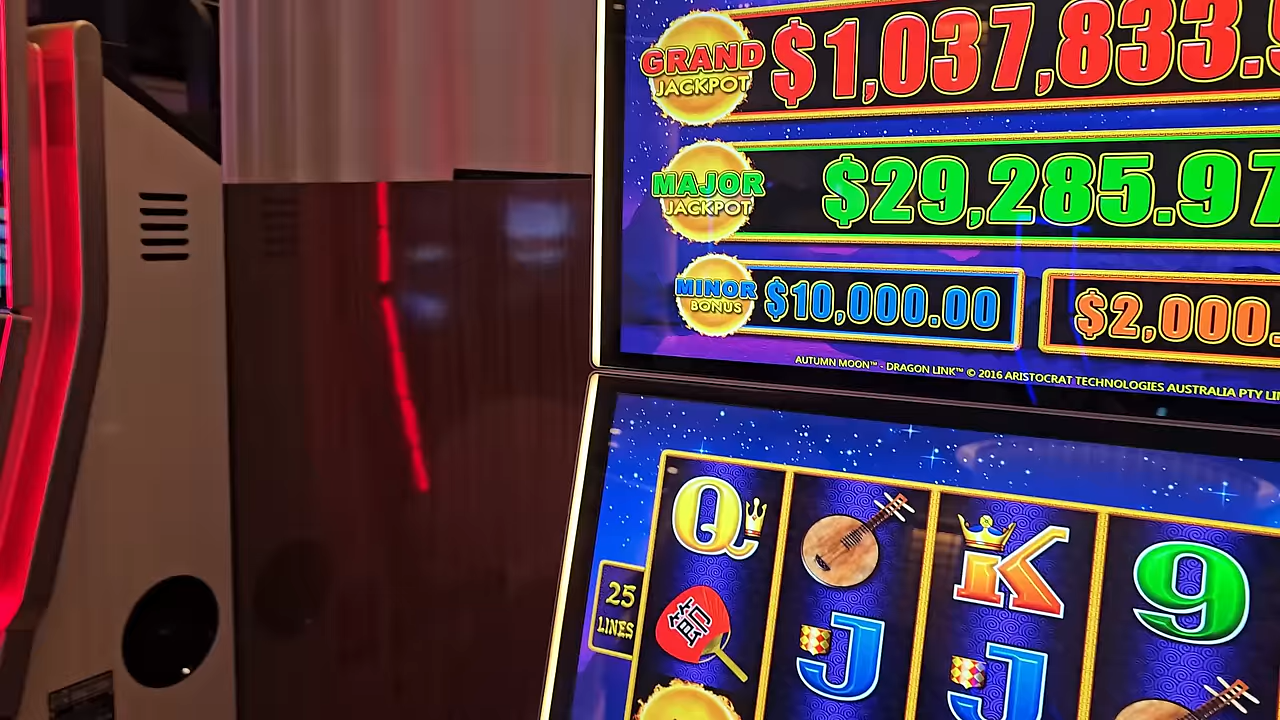 GRAND
JACKPOT
$1,037,833.
MAJOR
JACKPOT
$29,285.97
MINOR
BONUS
$10,000.00
$2,000.
AUTUMN MOON™ - DRAGON LINK™ © 2016 ARISTOCRAT TECHNOLOGIES AUSTRALIA PTY
25
LINES
Q
K
9
J
J